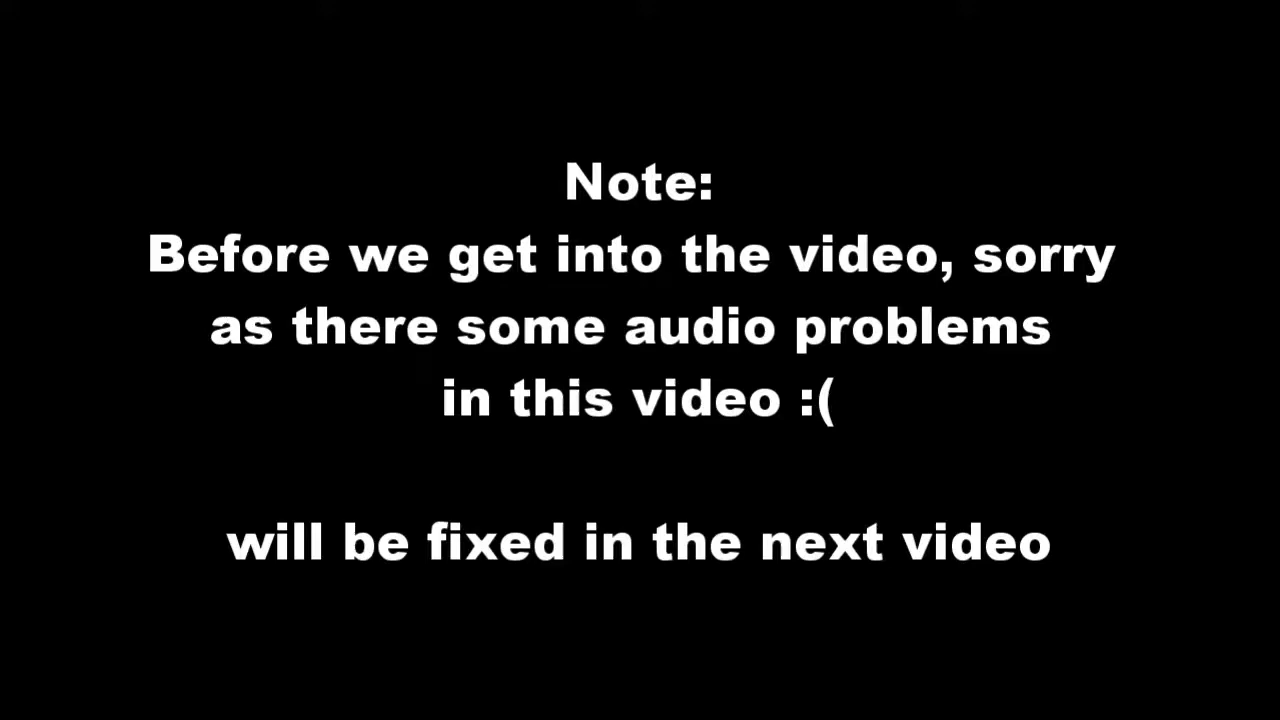 Note:
Before we get into the video, sorry
as there some audio problems
in this video :(
will be fixed in the next video